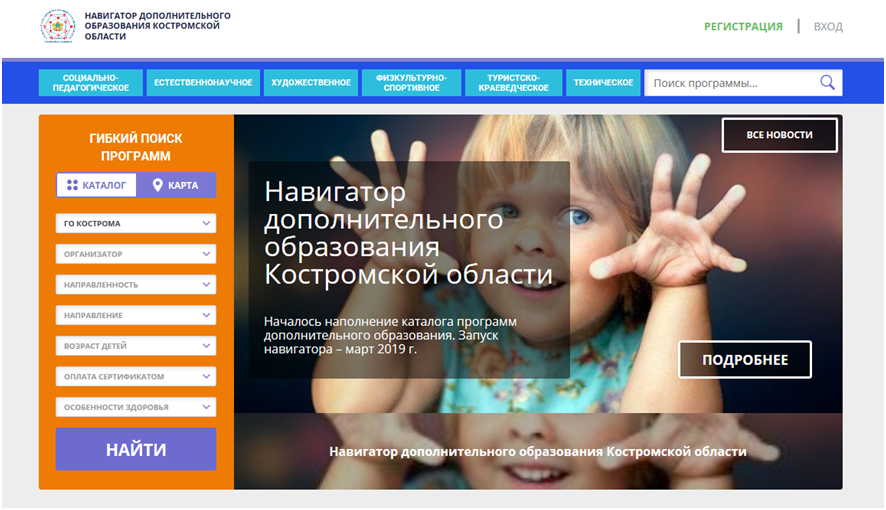 НАВИГАТОР ДОПОЛНИТЕЛЬНОГО
ОБРАЗОВАНИЯ КОСТРОМСКОЙ
ОБЛАСТИ
РЕГИСТРАЦИЯ | ВХОД
СОЦИАЛЬНО-
ПЕДАГОГИЧЕСКОЕ
ЕСТЕСТВЕННОНАУЧНОЕ
ХУДОЖЕСТВЕННОЕ
ФИЗКУЛЬТУРНО-
СПОРТИВНОЕ
ТУРИСТСКО-
КРАЕВЕДЧЕСКОЕ
ТЕХНИЧЕСКОЕ
Поиск программы...
ГИБКИЙ ПОИСК
ПРОГРАММ
КАТАЛОГ
КАРТА
ГО КОСТРОМА
ОРГАНИЗАТОР
НАПРАВЛЕННОСТЬ
НАПРАВЛЕНИЕ
ВОЗРАСТ ДЕТЕЙ
ОПЛАТА СЕРТИФИКАТОМ
ОСОБЕННОСТИ ЗДОРОВЬЯ
НАЙТИ
ВСЕ НОВОСТИ
Навигатор
дополнительного
образования
Костромской области
Началось наполнение каталога программ
дополнительного образования. Запуск
навигатора – март 2019 г.
ПОДРОБНЕЕ
Навигатор дополнительного образования Костромской области